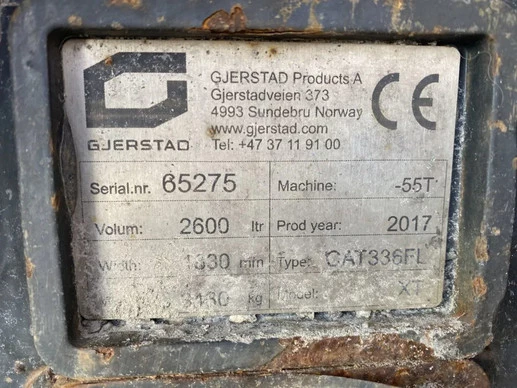 GJERSTAD Products A
Gjerstadveien 373
4993 Sundebru Norway
www.gjerstad.com
Tel: +47 37 11 91 00
CE
GJERSTAD
Serial.nr. 65275 Machine: -55T
Volum: 2600 ltr Prod year: 2017
Width: mm Type: CAT336FL
kg Model: XT